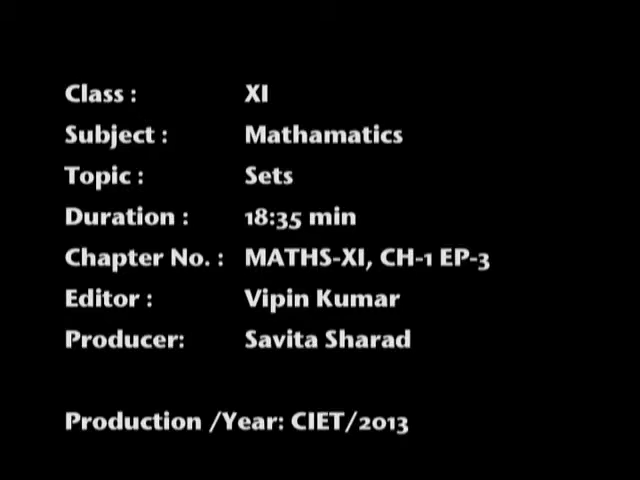 Class : XI
Subject : Mathamatics
Topic : Sets
Duration : 18:35 min
Chapter No. : MATHS-XI, CH-1 EP-3
Editor : Vipin Kumar
Producer: Savita Sharad
Production /Year: CIET/2013